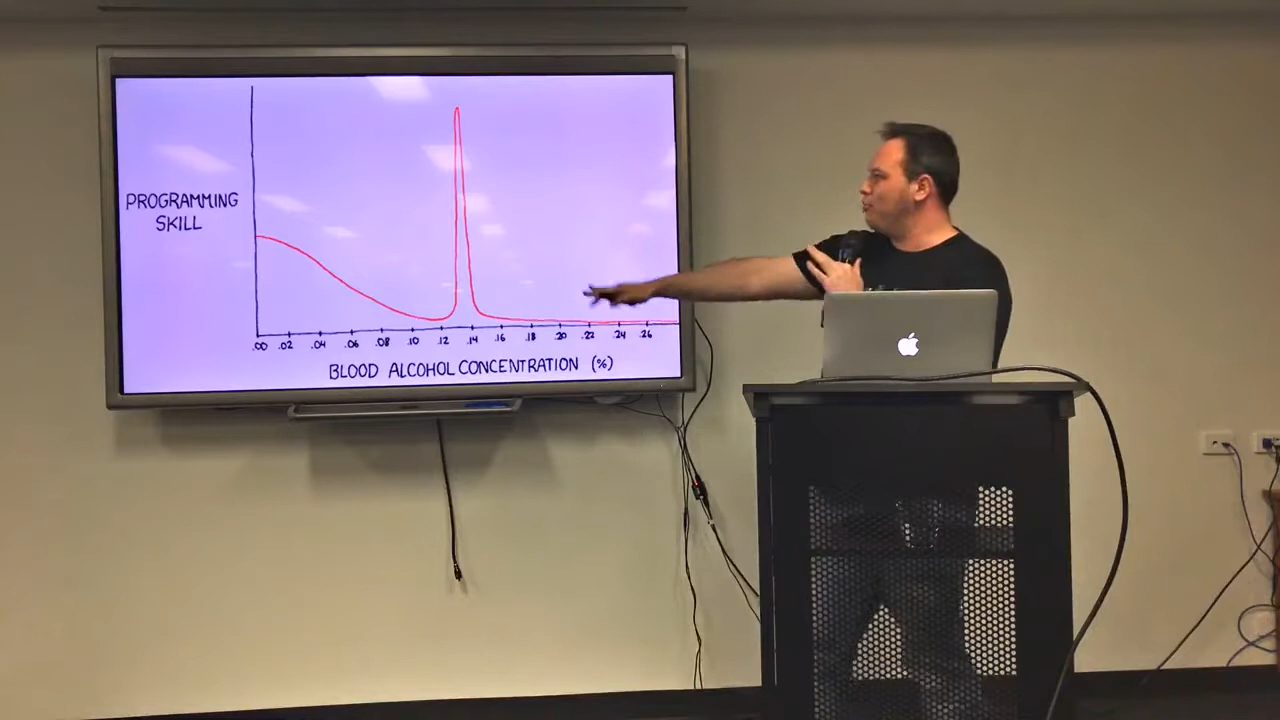 PROGRAMMING
SKILL
.00 .02 .04 .06 .08 .10 .12 .14 .16 .18 .20 .22 .24 .26
BLOOD ALCOHOL CONCENTRATION (%)